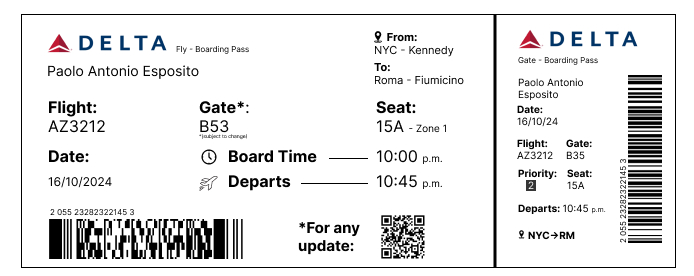 DELTA Fly - Boarding Pass
Paolo Antonio Esposito
From:
NYC - Kennedy
To:
Roma - Fiumicino
Flight:
AZ3212
Gate*:
B53
*(subject to change)
Seat:
15A - Zone 1
Date:
16/10/2024
Board Time 10:00 p.m.
Departs 10:45 p.m.
2 055 23282322145 3
*For any
update:
DELTA
Gate - Boarding Pass
Paolo Antonio
Esposito
Date:
16/10/24
Flight: Gate:
AZ3212 B35
Priority: Seat:
2 15A
Departs: 10:45 p.m.
NYC→RM
2 055 23282322145 3